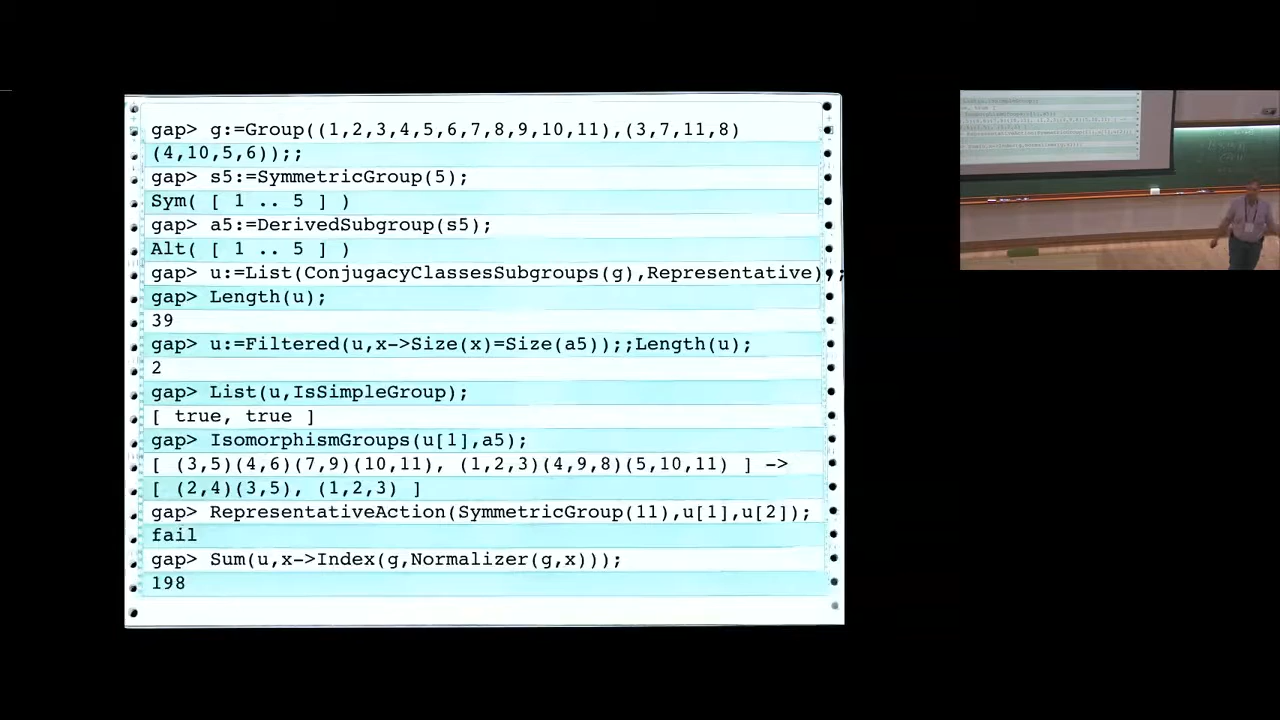 gap> g:=Group((1,2,3,4,5,6,7,8,9,10,11),(3,7,11,8)
(4,10,5,6));;
gap> s5:=SymmetricGroup(5);
Sym( [ 1 .. 5 ] )
gap> a5:=DerivedSubgroup(s5);
Alt( [ 1 .. 5 ] )
gap> u:=List(ConjugacyClassesSubgroups(g),Representative);;
gap> Length(u);
39
gap> u:=Filtered(u,x->Size(x)=Size(a5));;Length(u);
2
gap> List(u,IsSimpleGroup);
[ true, true ]
gap> IsomorphismGroups(u[1],a5);
[ (3,5)(4,6)(7,9)(10,11), (1,2,3)(4,9,8)(5,10,11) ] ->
[ (2,4)(3,5), (1,2,3) ]
gap> RepresentativeAction(SymmetricGroup(11),u[1],u[2]);
fail
gap> Sum(u,x->Index(g,Normalizer(g,x)));
198